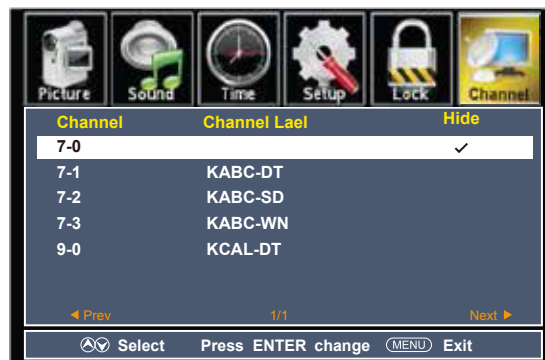 Picture Sound Time Setup Lock Channel
Channel Channel Lael Hide
7-0 ✓
7-1 KABC-DT
7-2 KABC-SD
7-3 KABC-WN
9-0 KCAL-DT
◀ Prev 1/1 Next ▶
Select Press ENTER change MENU Exit